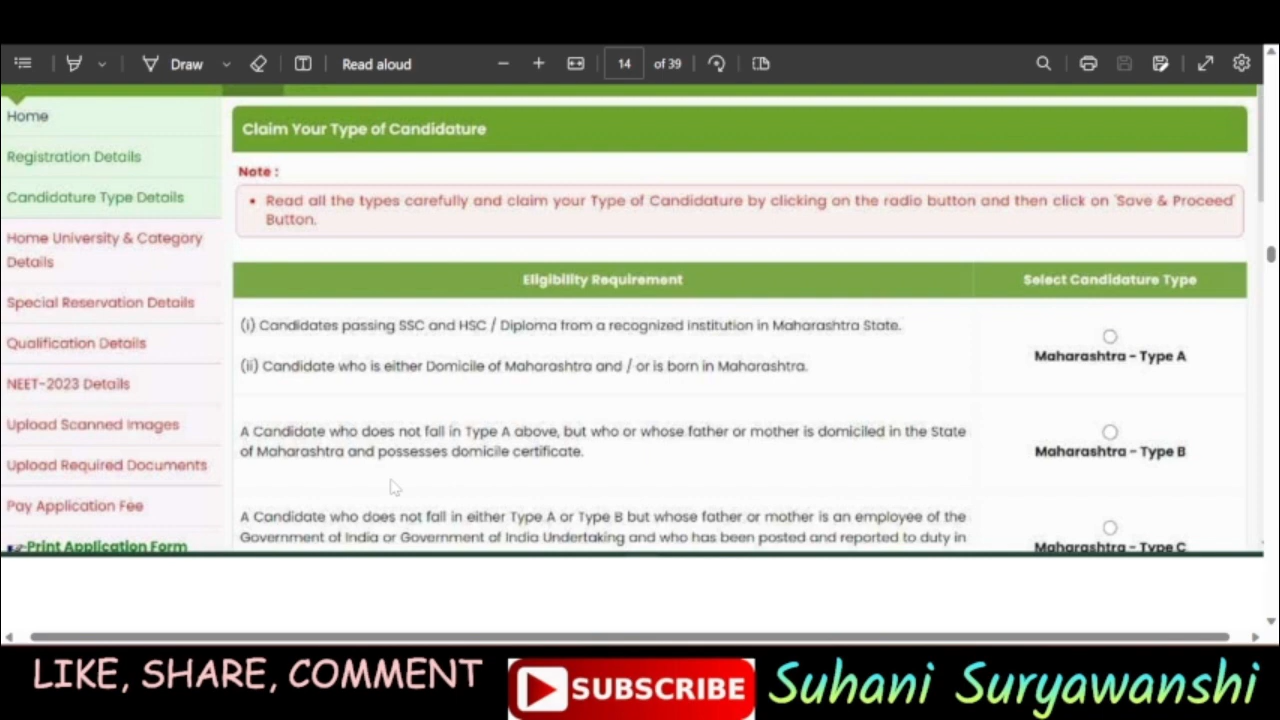 Draw
Read aloud
14 of 39
Home
Registration Details
Candidature Type Details
Home University & Category
Details
Special Reservation Details
Qualification Details
NEET-2023 Details
Upload Scanned Images
Upload Required Documents
Pay Application Fee
Print Application Form
Claim Your Type of Candidature
Note :
• Read all the types carefully and claim your Type of Candidature by clicking on the radio button and then click on 'Save & Proceed'
Button.
Eligibility Requirement
Select Candidature Type
(i) Candidates passing SSC and HSC / Diploma from a recognized institution in Maharashtra State.
(ii) Candidate who is either Domicile of Maharashtra and / or is born in Maharashtra.
Maharashtra - Type A
A Candidate who does not fall in Type A above, but who or whose father or mother is domiciled in the State
of Maharashtra and possesses domicile certificate.
Maharashtra - Type B
A Candidate who does not fall in either Type A or Type B but whose father or mother is an employee of the
Government of India or Government of India Undertaking and who has been posted and reported to duty in
Maharashtra - Type C
LIKE, SHARE, COMMENT
SUBSCRIBE
Suhani Suryawanshi